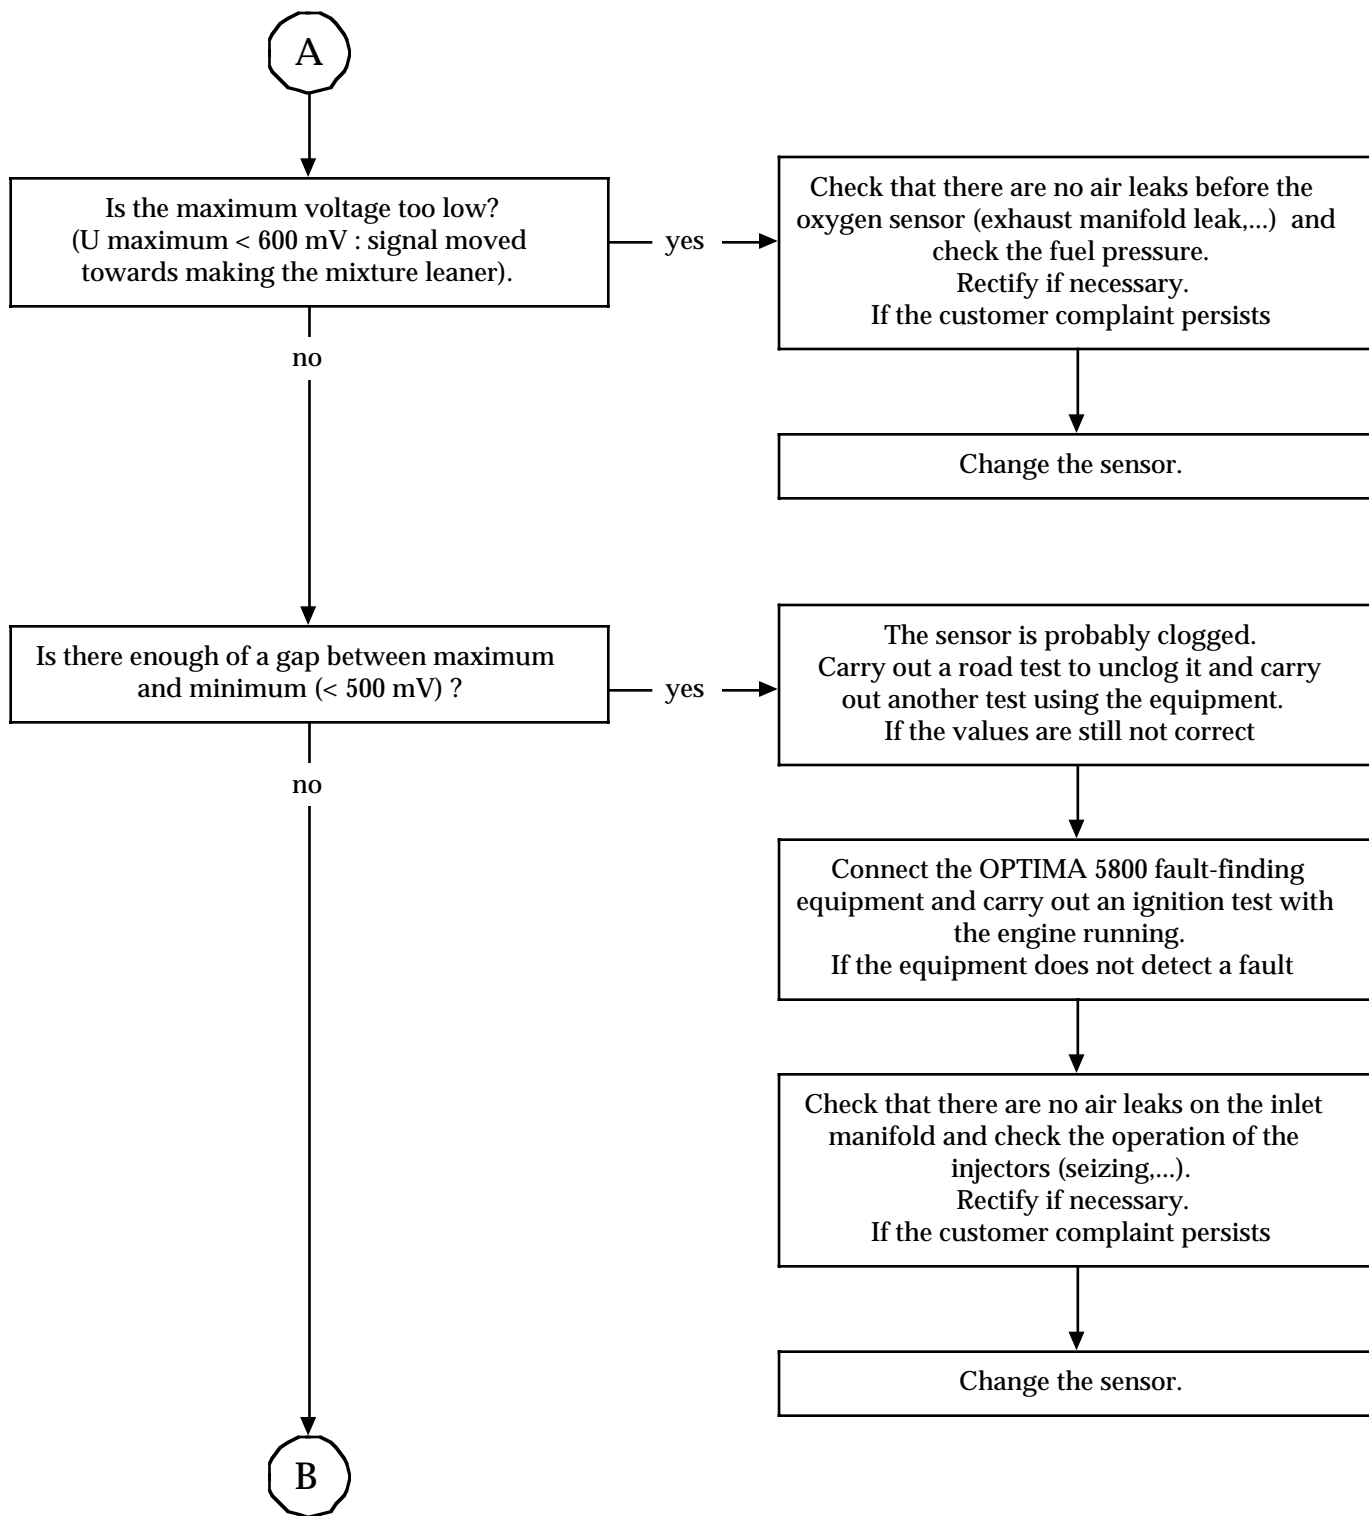 A
Is the maximum voltage too low?
(U maximum < 600 mV : signal moved
towards making the mixture leaner).
yes
Check that there are no air leaks before the
oxygen sensor (exhaust manifold leak,...) and
check the fuel pressure.
Rectify if necessary.
If the customer complaint persists
no
Change the sensor.
Is there enough of a gap between maximum
and minimum (< 500 mV) ?
yes
The sensor is probably clogged.
Carry out a road test to unclog it and carry
out another test using the equipment.
If the values are still not correct
no
Connect the OPTIMA 5800 fault-finding
equipment and carry out an ignition test with
the engine running.
If the equipment does not detect a fault
Check that there are no air leaks on the inlet
manifold and check the operation of the
injectors (seizing,...).
Rectify if necessary.
If the customer complaint persists
Change the sensor.
B